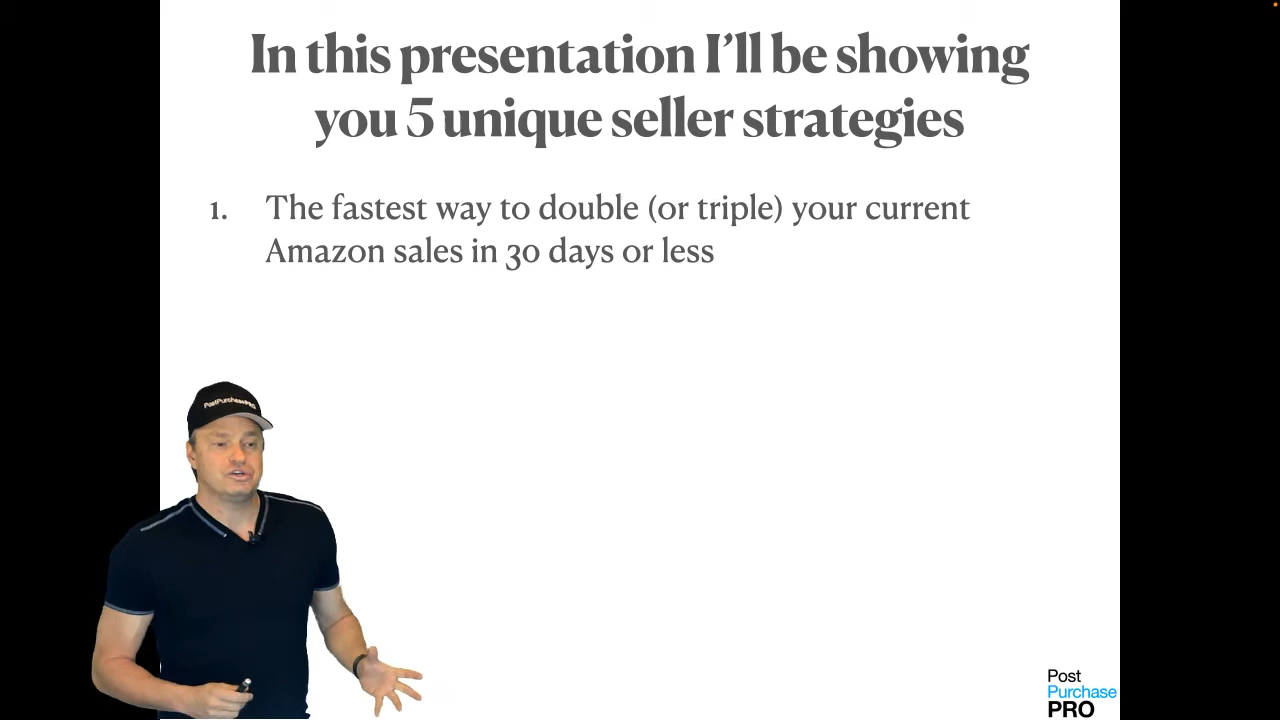 In this presentation I’ll be showing
you 5 unique seller strategies
1. The fastest way to double (or triple) your current
Amazon sales in 30 days or less
PostPurchasePRO
Post
Purchase
PRO